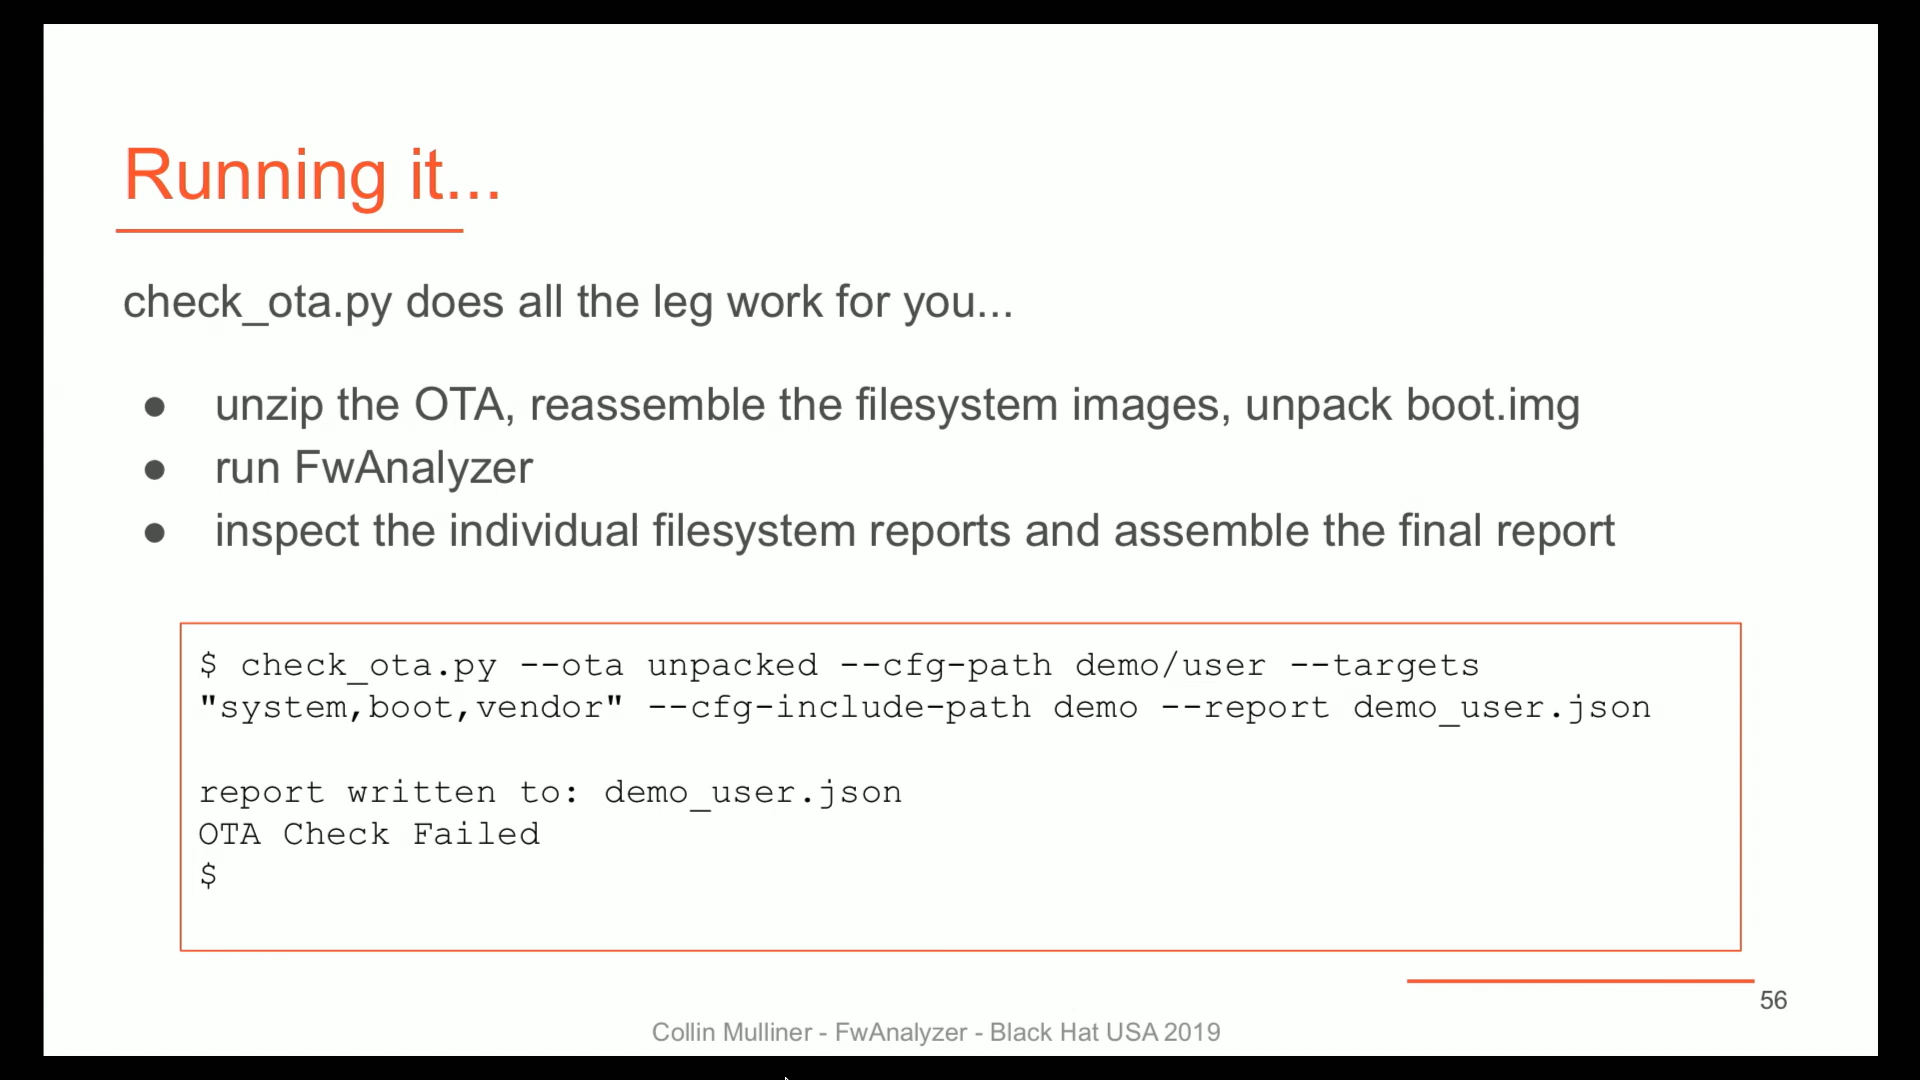 Running it...
check_ota.py does all the leg work for you...
● unzip the OTA, reassemble the filesystem images, unpack boot.img
● run FwAnalyzer
● inspect the individual filesystem reports and assemble the final report
$ check_ota.py --ota unpacked --cfg-path demo/user --targets
"system,boot,vendor" --cfg-include-path demo --report demo_user.json
report written to: demo_user.json
OTA Check Failed
$
56
Collin Mulliner - FwAnalyzer - Black Hat USA 2019